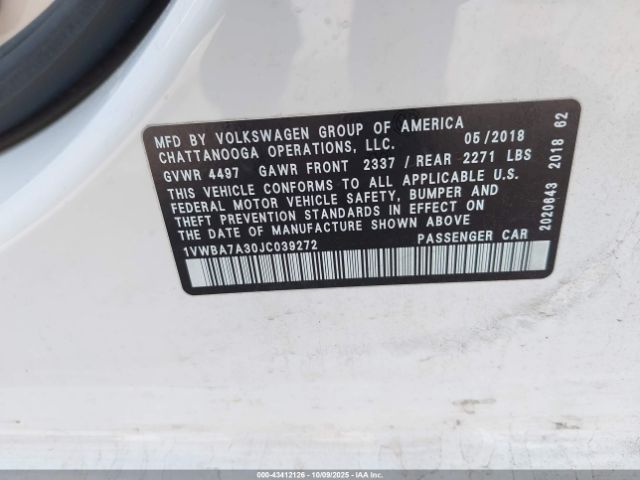 MFD BY VOLKSWAGEN GROUP OF AMERICA
CHATTANOOGA OPERATIONS, LLC. 05/2018
GVWR 4497 GAWR FRONT 2337 / REAR 2271 LBS
THIS VEHICLE CONFORMS TO ALL APPLICABLE U.S.
FEDERAL MOTOR VEHICLE SAFETY, BUMPER AND
THEFT PREVENTION STANDARDS IN EFFECT ON
THE DATE OF MANUFACTURE SHOWN ABOVE
1VWBA7A30JC039272 PASSENGER CAR
2020643 2018 62
000-43412126 | 10/09/2025 | IAA Inc.